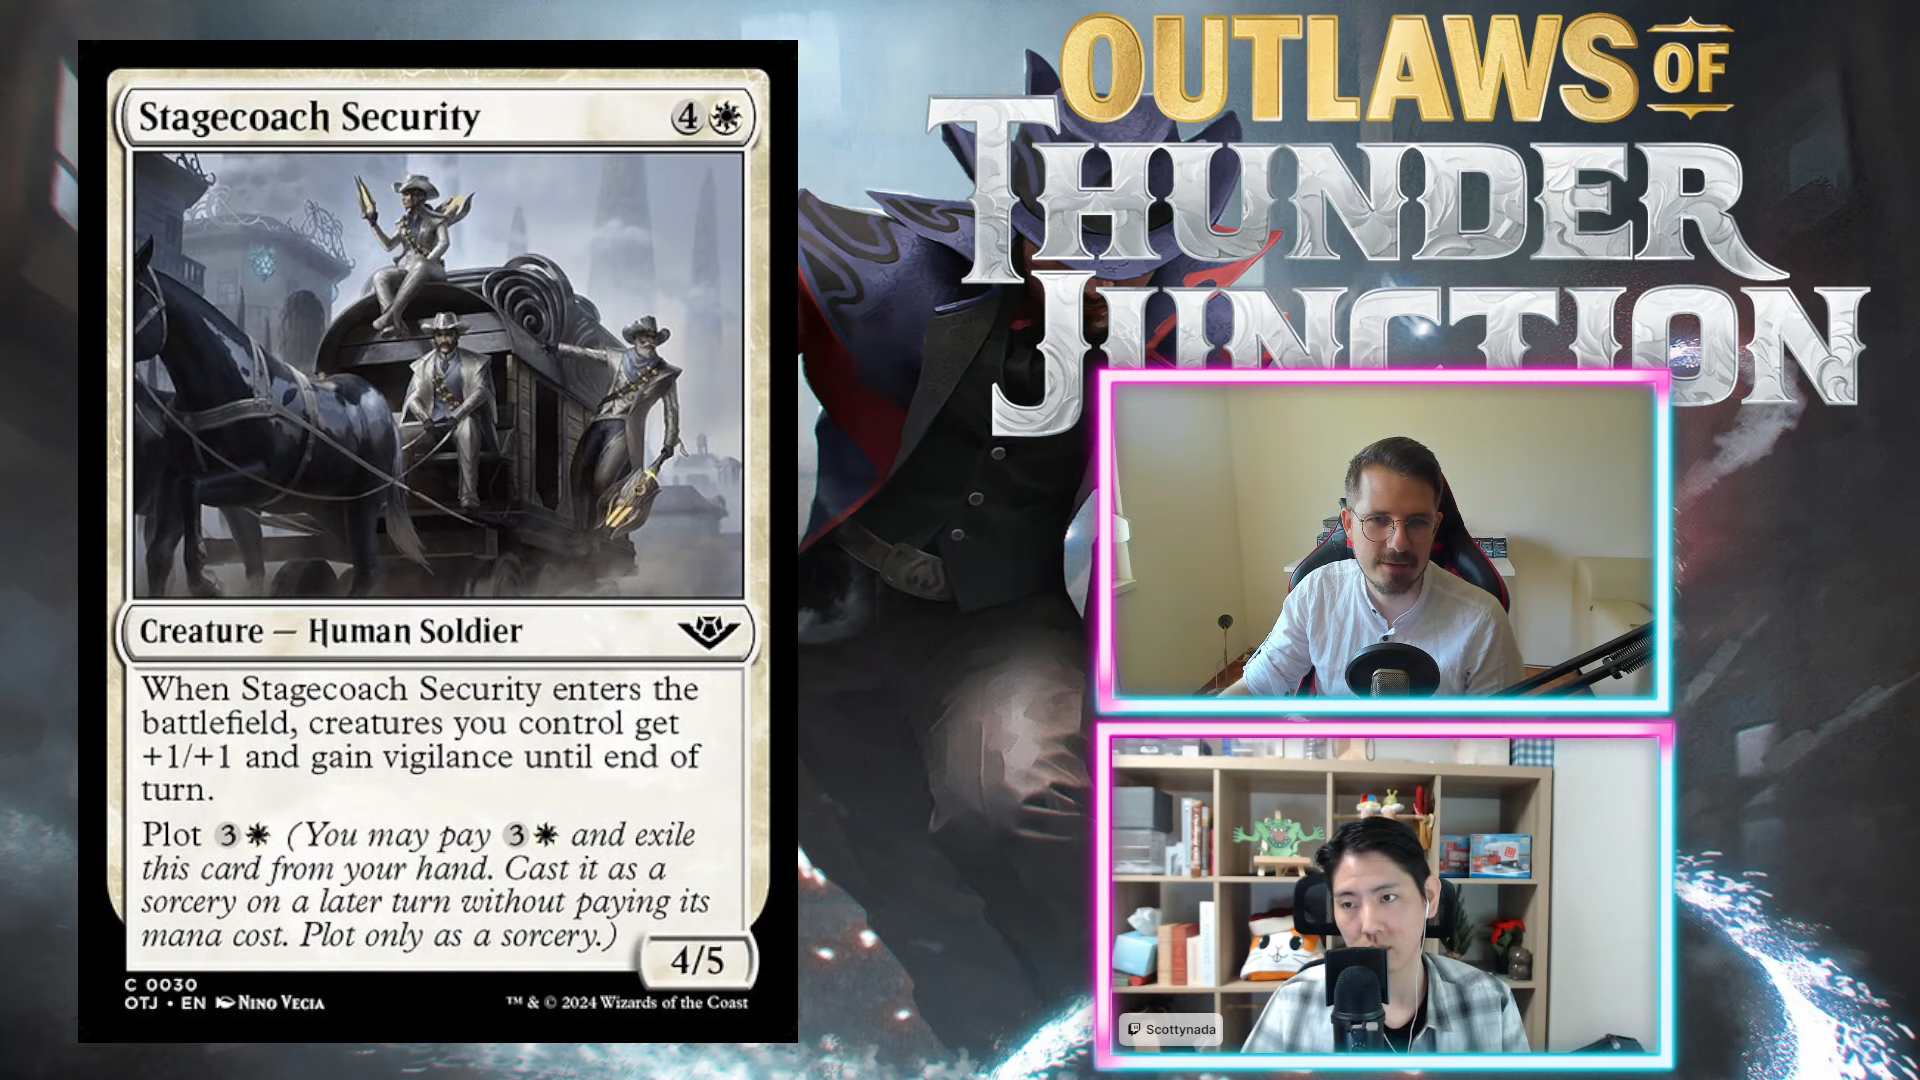 Stagecoach Security 4
Creature — Human Soldier
When Stagecoach Security enters the
battlefield, creatures you control get
+1/+1 and gain vigilance until end of
turn.
Plot 3 (You may pay 3 and exile
this card from your hand. Cast it as a
sorcery on a later turn without paying its
mana cost. Plot only as a sorcery.)
4/5
C 0030
OTJ • EN Nino Vecia
™ & © 2024 Wizards of the Coast
OUTLAWS OF
THUNDER
JUNCTION
Scottynada